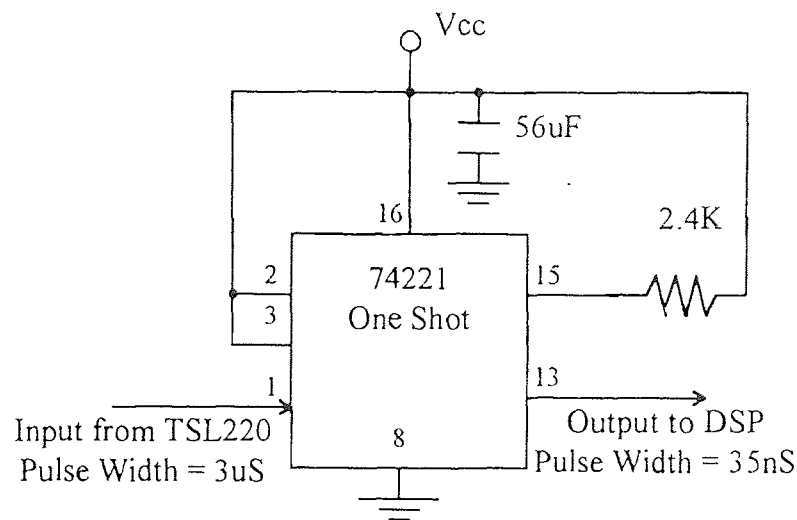 Vcc
56uF
16
2.4K
2
74221
15
3
One Shot
1
13
Input from TSL220
8
Output to DSP
Pulse Width = 3uS
Pulse Width = 35nS